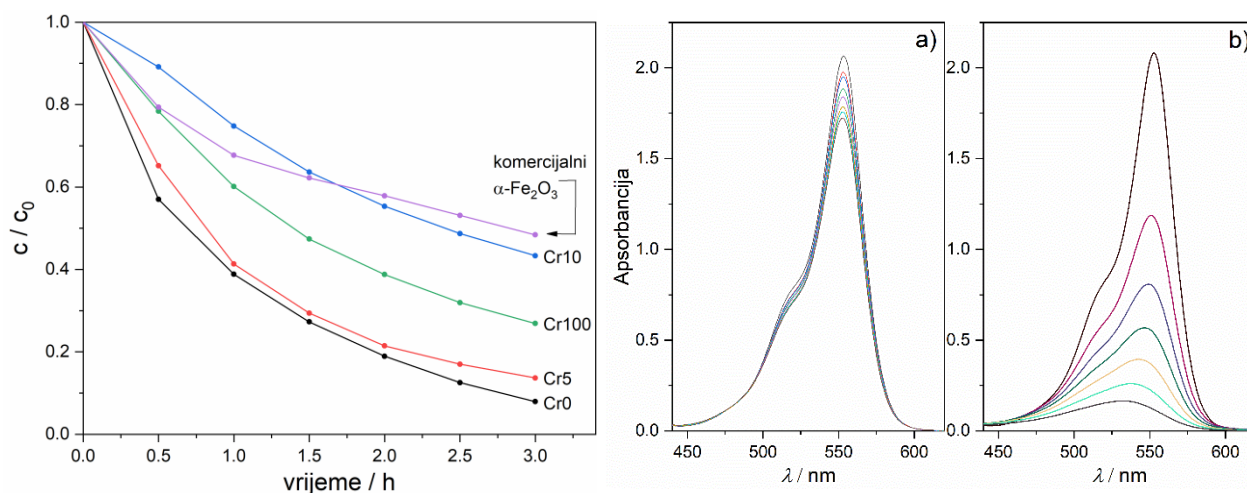 c / c₀
1.0
0.8
0.6
0.4
0.2
0.0
komercijalni
α-Fe₂O₃
Cr10
Cr100
Cr5
Cr0
0.0 0.5 1.0 1.5 2.0 2.5 3.0
vrijeme / h
a)
Apsorbancija
2.0
1.5
1.0
0.5
0.0
450 500 550 600
λ / nm
b)
2.0
1.5
1.0
0.5
0.0
450 500 550 600
λ / nm